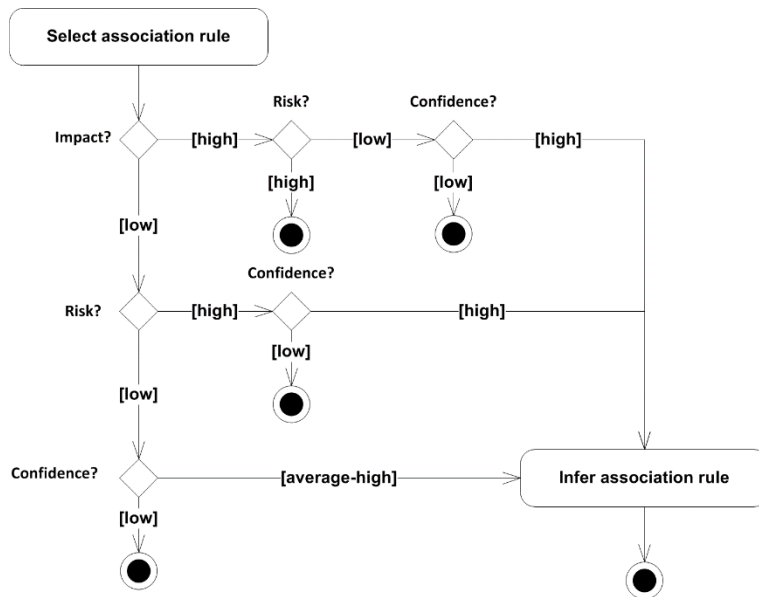 Select association rule
Risk? Confidence?
Impact? [high] [low] [high]
[high] [low]
[low]
Confidence?
Risk? [high] [high]
[low]
[low]
Confidence? [average-high] Infer association rule
[low]